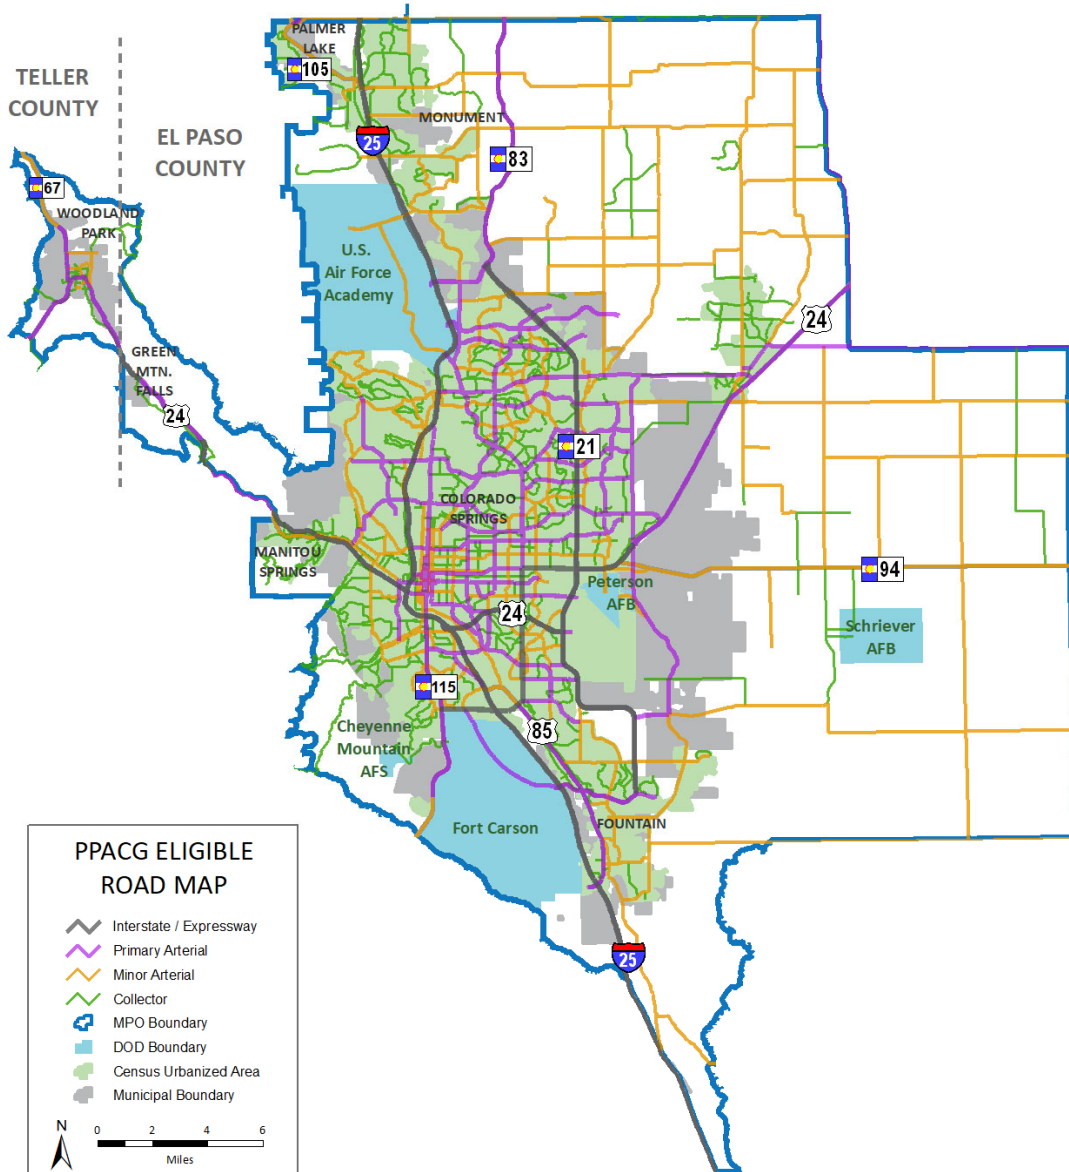 PALMER
LAKE
105
TELLER
COUNTY
EL PASO
COUNTY
MONUMENT
25
83
67
WOODLAND
PARK
U.S.
Air Force
Academy
24
GREEN
MTN.
FALLS
24
21
COLORADO
SPRINGS
MANITOU
SPRINGS
94
Peterson
AFB
24
Schriever
AFB
115
85
Cheyenne
Mountain
AFS
Fort Carson
FOUNTAIN
25
PPACG ELIGIBLE
ROAD MAP
Interstate / Expressway
Primary Arterial
Minor Arterial
Collector
MPO Boundary
DOD Boundary
Census Urbanized Area
Municipal Boundary
N
0 2 4 6
Miles